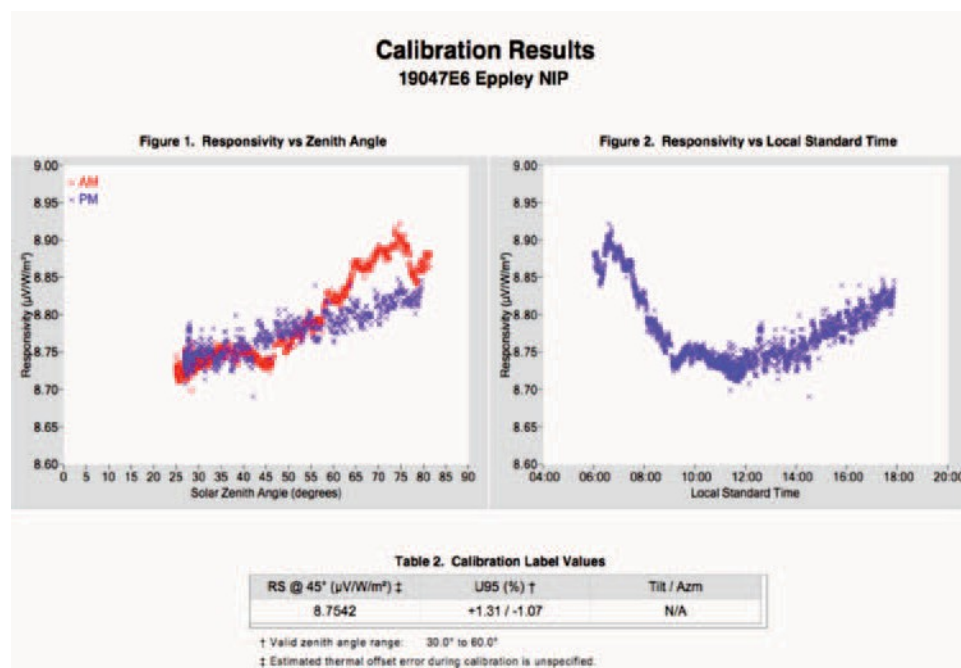 Calibration Results
19047E6 Eppley NIP
Figure 1. Responsivity vs Zenith Angle
9.00
8.95
8.90
8.85
8.80
8.75
8.70
8.65
8.60
Responsivity (µV/W/m²)
AM
PM
0 5 10 15 20 25 30 35 40 45 50 55 60 65 70 75 80 85 90
Solar Zenith Angle (degrees)
Figure 2. Responsivity vs Local Standard Time
9.00
8.95
8.90
8.85
8.80
8.75
8.70
8.65
8.60
Responsivity (µV/W/m²)
04:00 06:00 08:00 10:00 12:00 14:00 16:00 18:00 20:00
Local Standard Time
Table 2. Calibration Label Values
RS @ 45° (µV/W/m²) ‡ U95 (%) † Tilt / Azm
8.7542 +1.31 / -1.07 N/A
† Valid zenith angle range: 30.0° to 60.0°
‡ Estimated thermal offset error during calibration is unspecified.